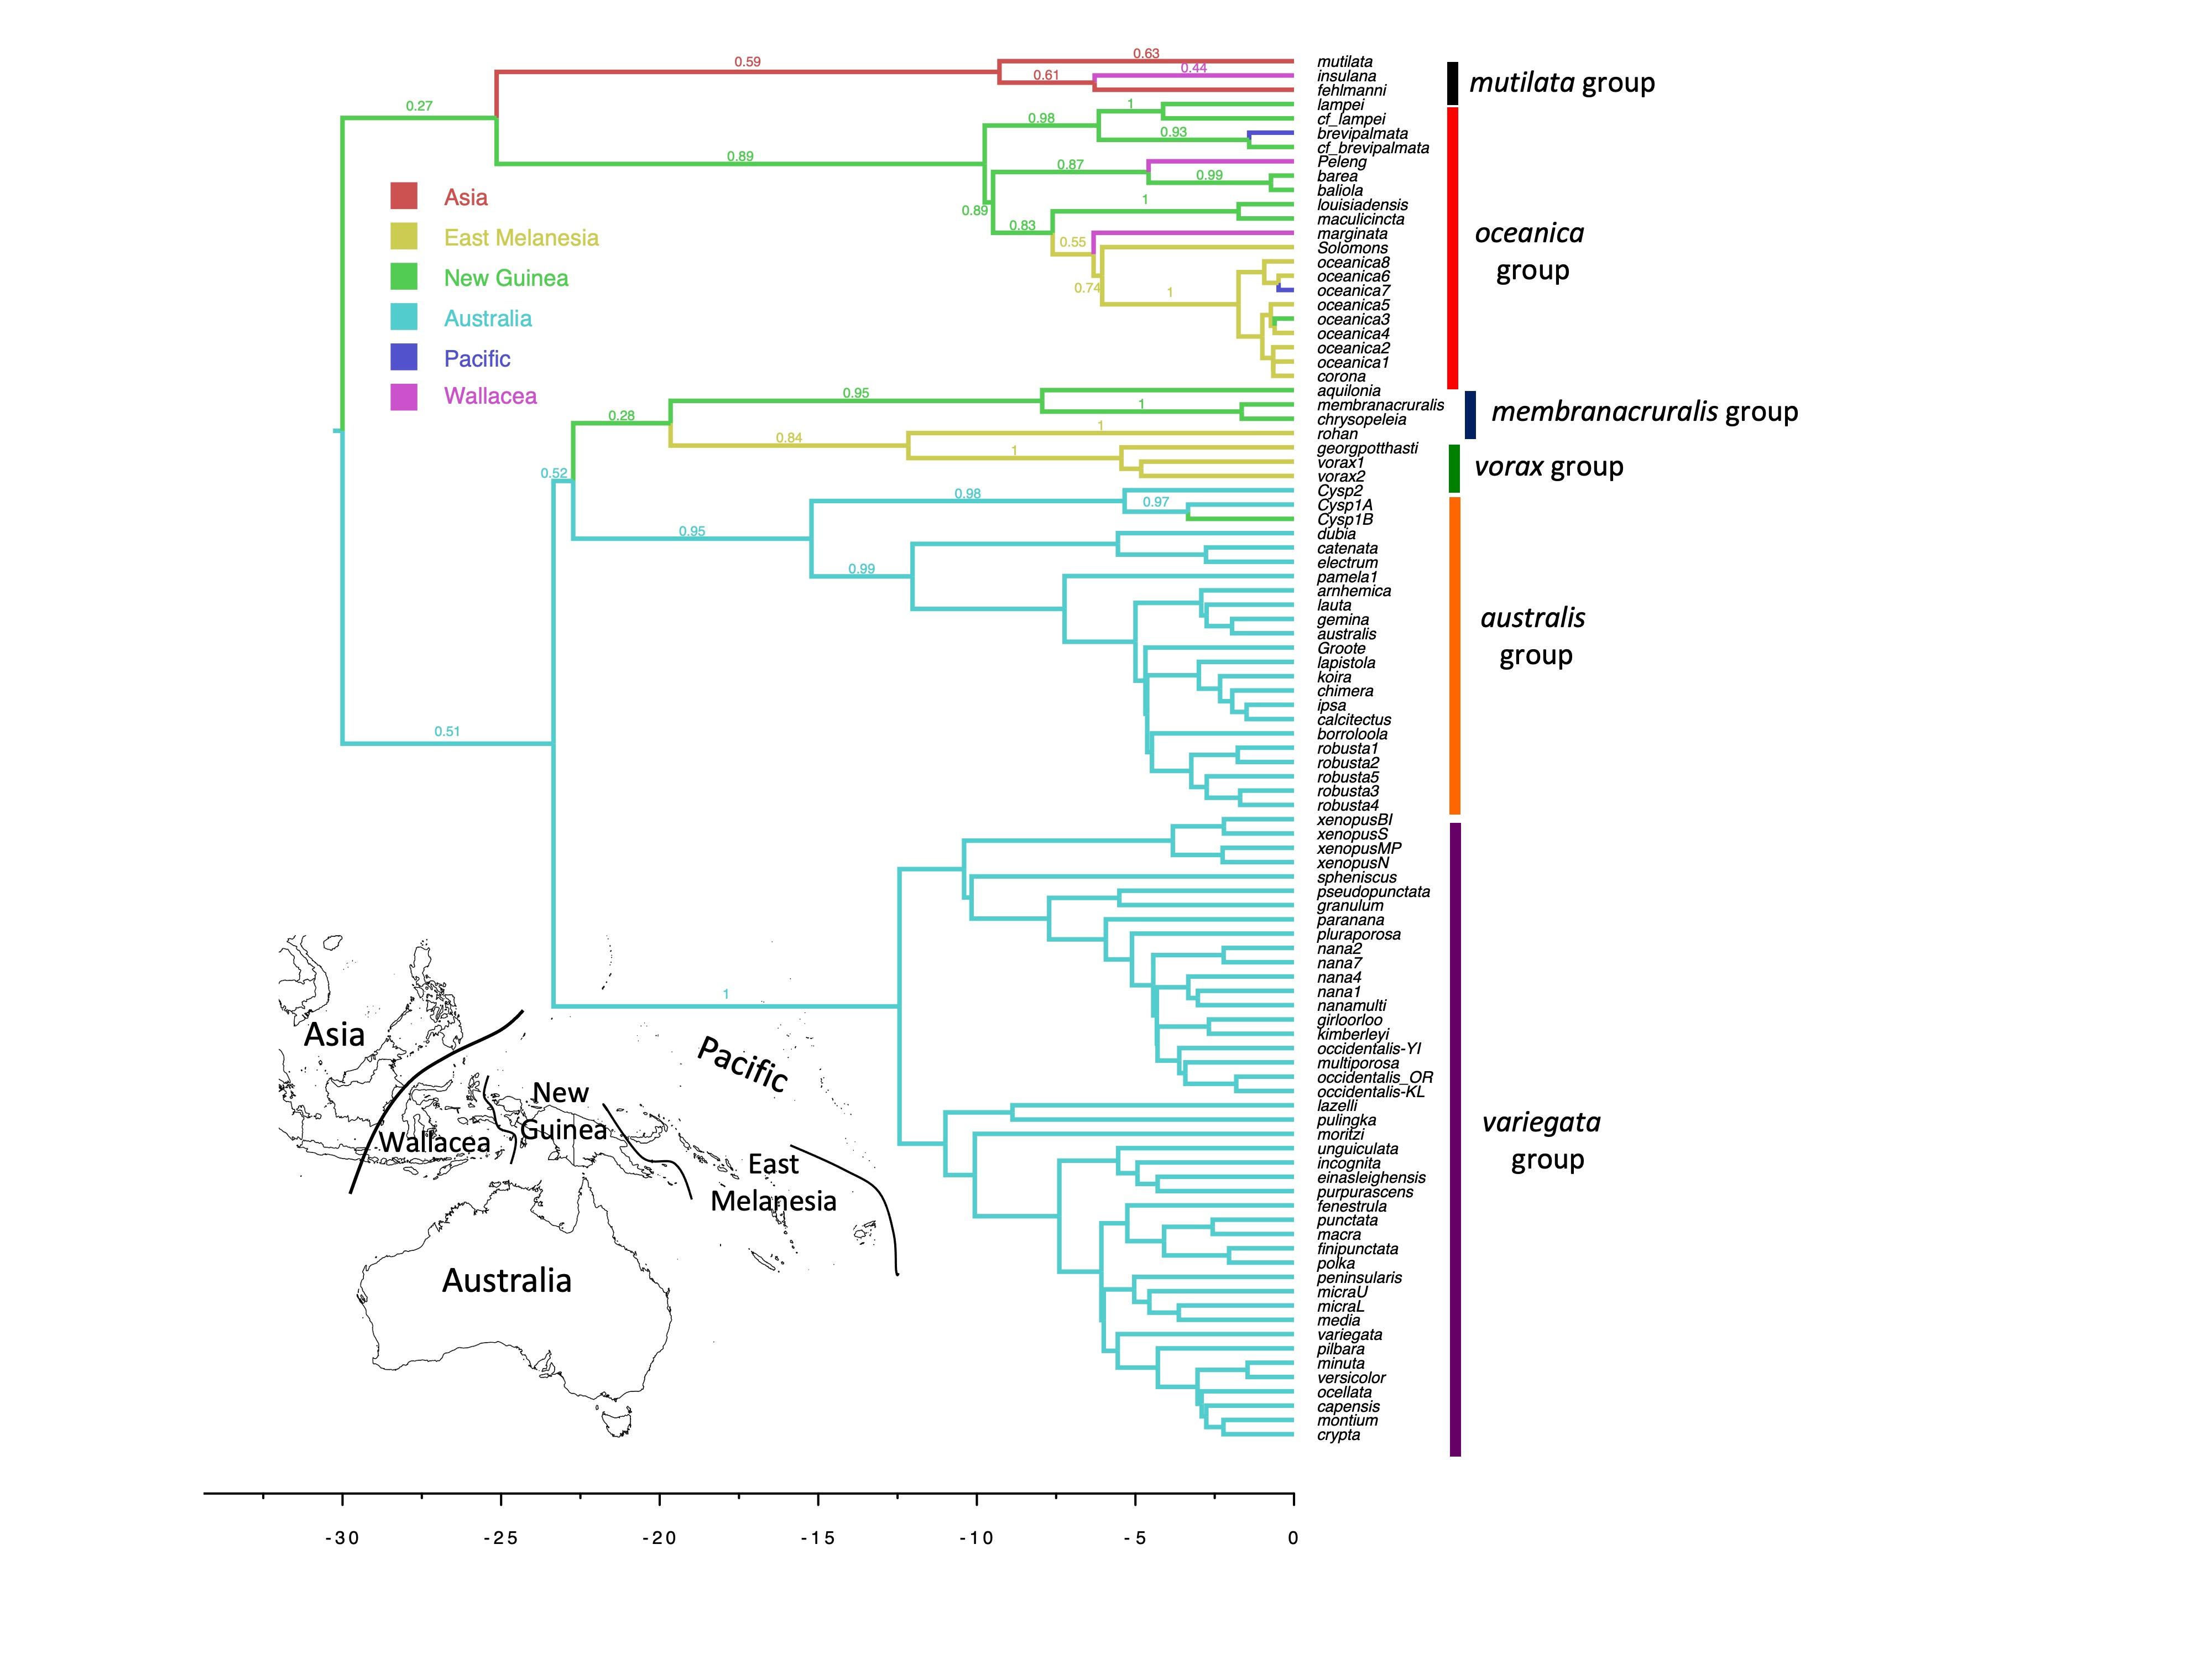 0.63
mutilata
0.59
0.44
insulana
0.61
fehlmanni
mutilata group
0.27
1
lampei
0.98
cf_lampei
0.93
brevipalmata
cf_brevipalmata
0.89
0.87
Peleng
0.99
barea
baliola
1
louisiadensis
0.89
maculicincta
0.83
marginata
0.55
Solomons
oceanica8
oceanica6
0.74
1
oceanica7
oceanica5
oceanica3
oceanica4
oceanica2
oceanica1
corona
oceanica
group
Asia
East Melanesia
New Guinea
Australia
Pacific
Wallacea
0.95
aquilonia
1
membranacruralis
0.28
chrysopeleia
membranacruralis group
1
rohan
0.84
1
georgpotthasti
vorax1
0.52
vorax2
vorax group
0.98
Cysp2
0.97
Cysp1A
Cysp1B
0.95
dubia
catenata
electrum
0.99
pamela1
arnhemica
lauta
gemina
australis
Groote
lapistola
koira
chimera
ipsa
calcitectus
0.51
borroloola
robusta1
robusta2
robusta5
robusta3
robusta4
australis
group
xenopusBI
xenopusS
xenopusMP
xenopusN
spheniscus
pseudopunctata
granulum
paranana
pluraporosa
nana2
nana7
nana4
1
nana1
nanamulti
girloorloo
kimberleyi
occidentalis-YI
multiporosa
occidentalis_OR
occidentalis-KL
lazelli
pulingka
moritzi
unguiculata
incognita
einasleighensis
purpurascens
fenestrula
punctata
macra
finipunctata
polka
peninsularis
micraU
micraL
media
variegata
pilbara
minuta
versicolor
ocellata
capensis
montium
crypta
variegata
group
Asia
Pacific
New
Guinea
Wallacea
East
Melanesia
Australia
-30 -25 -20 -15 -10 -5 0